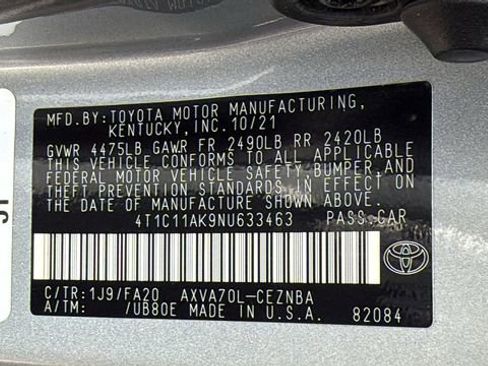 MFD.BY:TOYOTA MOTOR MANUFACTURING,
KENTUCKY,INC.10/21
GVWR 4475LB GAWR FR 2490LB RR 2420LB
THIS VEHICLE CONFORMS TO ALL APPLICABLE
FEDERAL MOTOR VEHICLE SAFETY,BUMPER,AND
THEFT PREVENTION STANDARDS IN EFFECT ON
THE DATE OF MANUFACTURE SHOWN ABOVE.
4T1C11AK9NU633463 PASS.CAR
C/TR:1J9/FA20 AXVA70L-CEZNBA
A/TM: /UB80E MADE IN U.S.A. 82084
TOYOTA